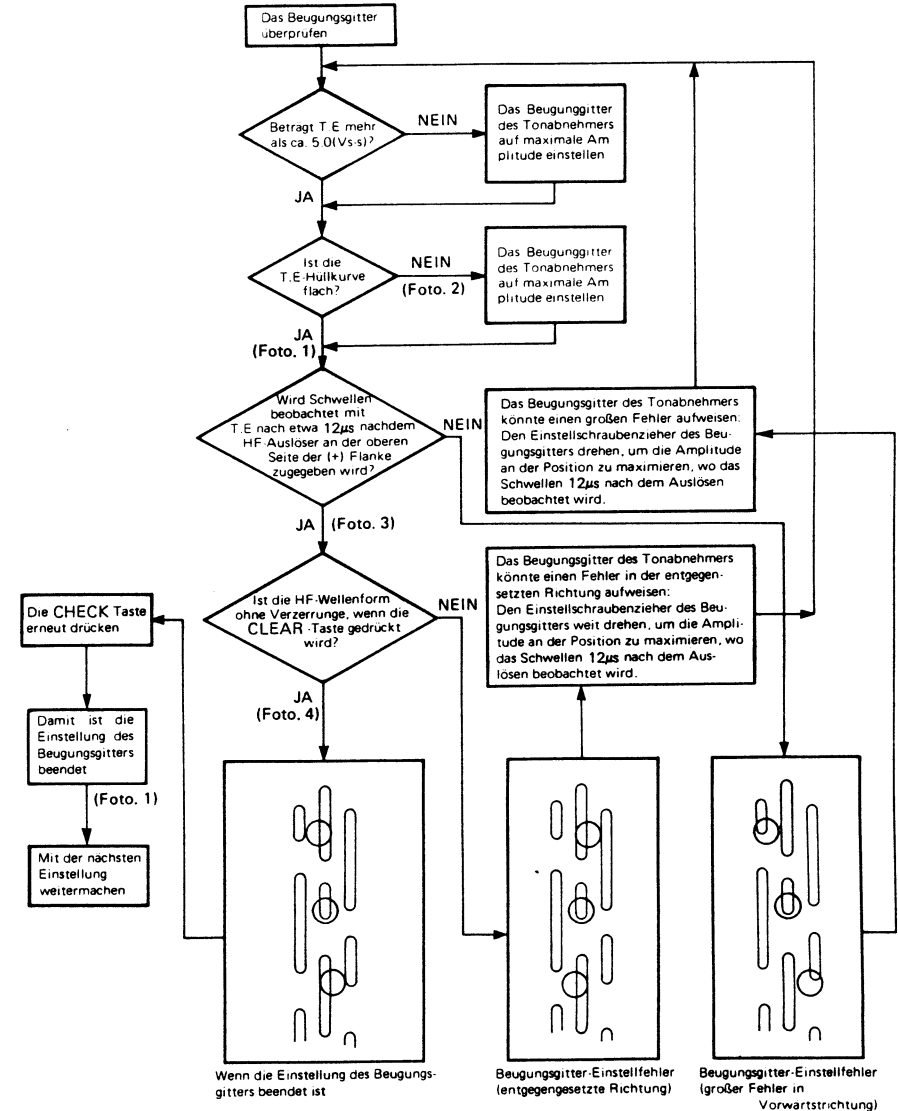 Das Beugungsgitter
überprüfen
Beträgt T.E mehr
als ca. 5.0(Vs-s)?
NEIN
Das Beugunggitter
des Tonabnehmers
auf maximale Am
plitude einstellen
JA
Ist die
T.E-Hüllkurve
flach?
NEIN
(Foto. 2)
Das Beugunggitter
des Tonabnehmers
auf maximale Am
plitude einstellen
JA
(Foto. 1)
Wird Schwellen
beobachtet mit
T.E nach etwa 12µs nachdem
HF-Auslöser an der oberen
Seite der (+) Flanke
zugegeben wird?
NEIN
Das Beugungsgitter des Tonabnehmers
könnte einen großen Fehler aufweisen:
Den Einstellschraubenzieher des Beu-
gungsgitters drehen, um die Amplitude
an der Position zu maximieren, wo das
Schwellen 12µs nach dem Auslösen
beobachtet wird.
JA (Foto. 3)
Ist die HF-Wellenform
ohne Verzerrunge, wenn die
CLEAR -Taste gedrückt
wird?
NEIN
Das Beugungsgitter des Tonabnehmers
könnte einen Fehler in der entgegen-
setzten Richtung aufweisen:
Den Einstellschraubenzieher des Beu-
gungsgitters weit drehen, um die Ampli-
tude an der Position zu maximieren, wo
das Schwellen 12µs nach dem Aus-
lösen beobachtet wird.
JA
(Foto. 4)
Die CHECK Taste
erneut drücken
Damit ist die
Einstellung des
Beugungsgitters
beendet
(Foto. 1)
Mit der nächsten
Einstellung
weitermachen
Wenn die Einstellung des Beugungs-
gitters beendet ist
Beugungsgitter-Einstellfehler
(entgegengesetzte Richtung)
Beugungsgitter-Einstellfehler
(großer Fehler in
Vorwartsrichtung)